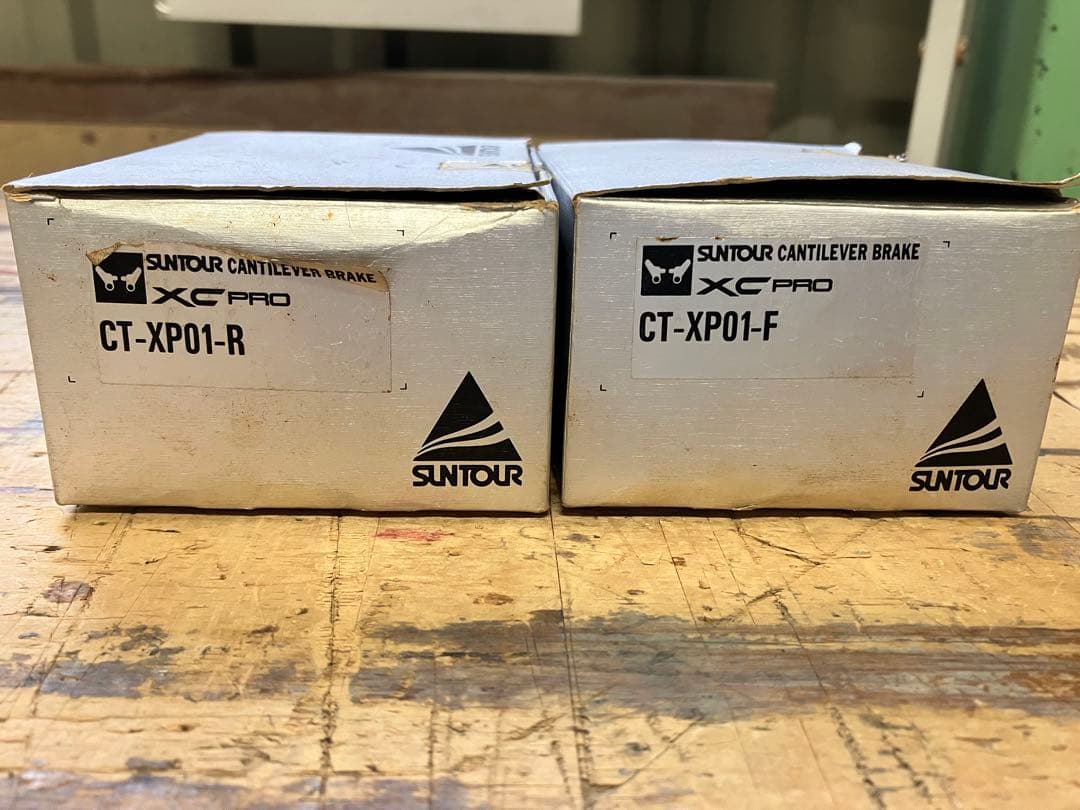 SUNTOUR CANTILEVER BRAKE
XC PRO
CT-XP01-R
SUNTOUR
SUNTOUR CANTILEVER BRAKE
XC PRO
CT-XP01-F
SUNTOUR